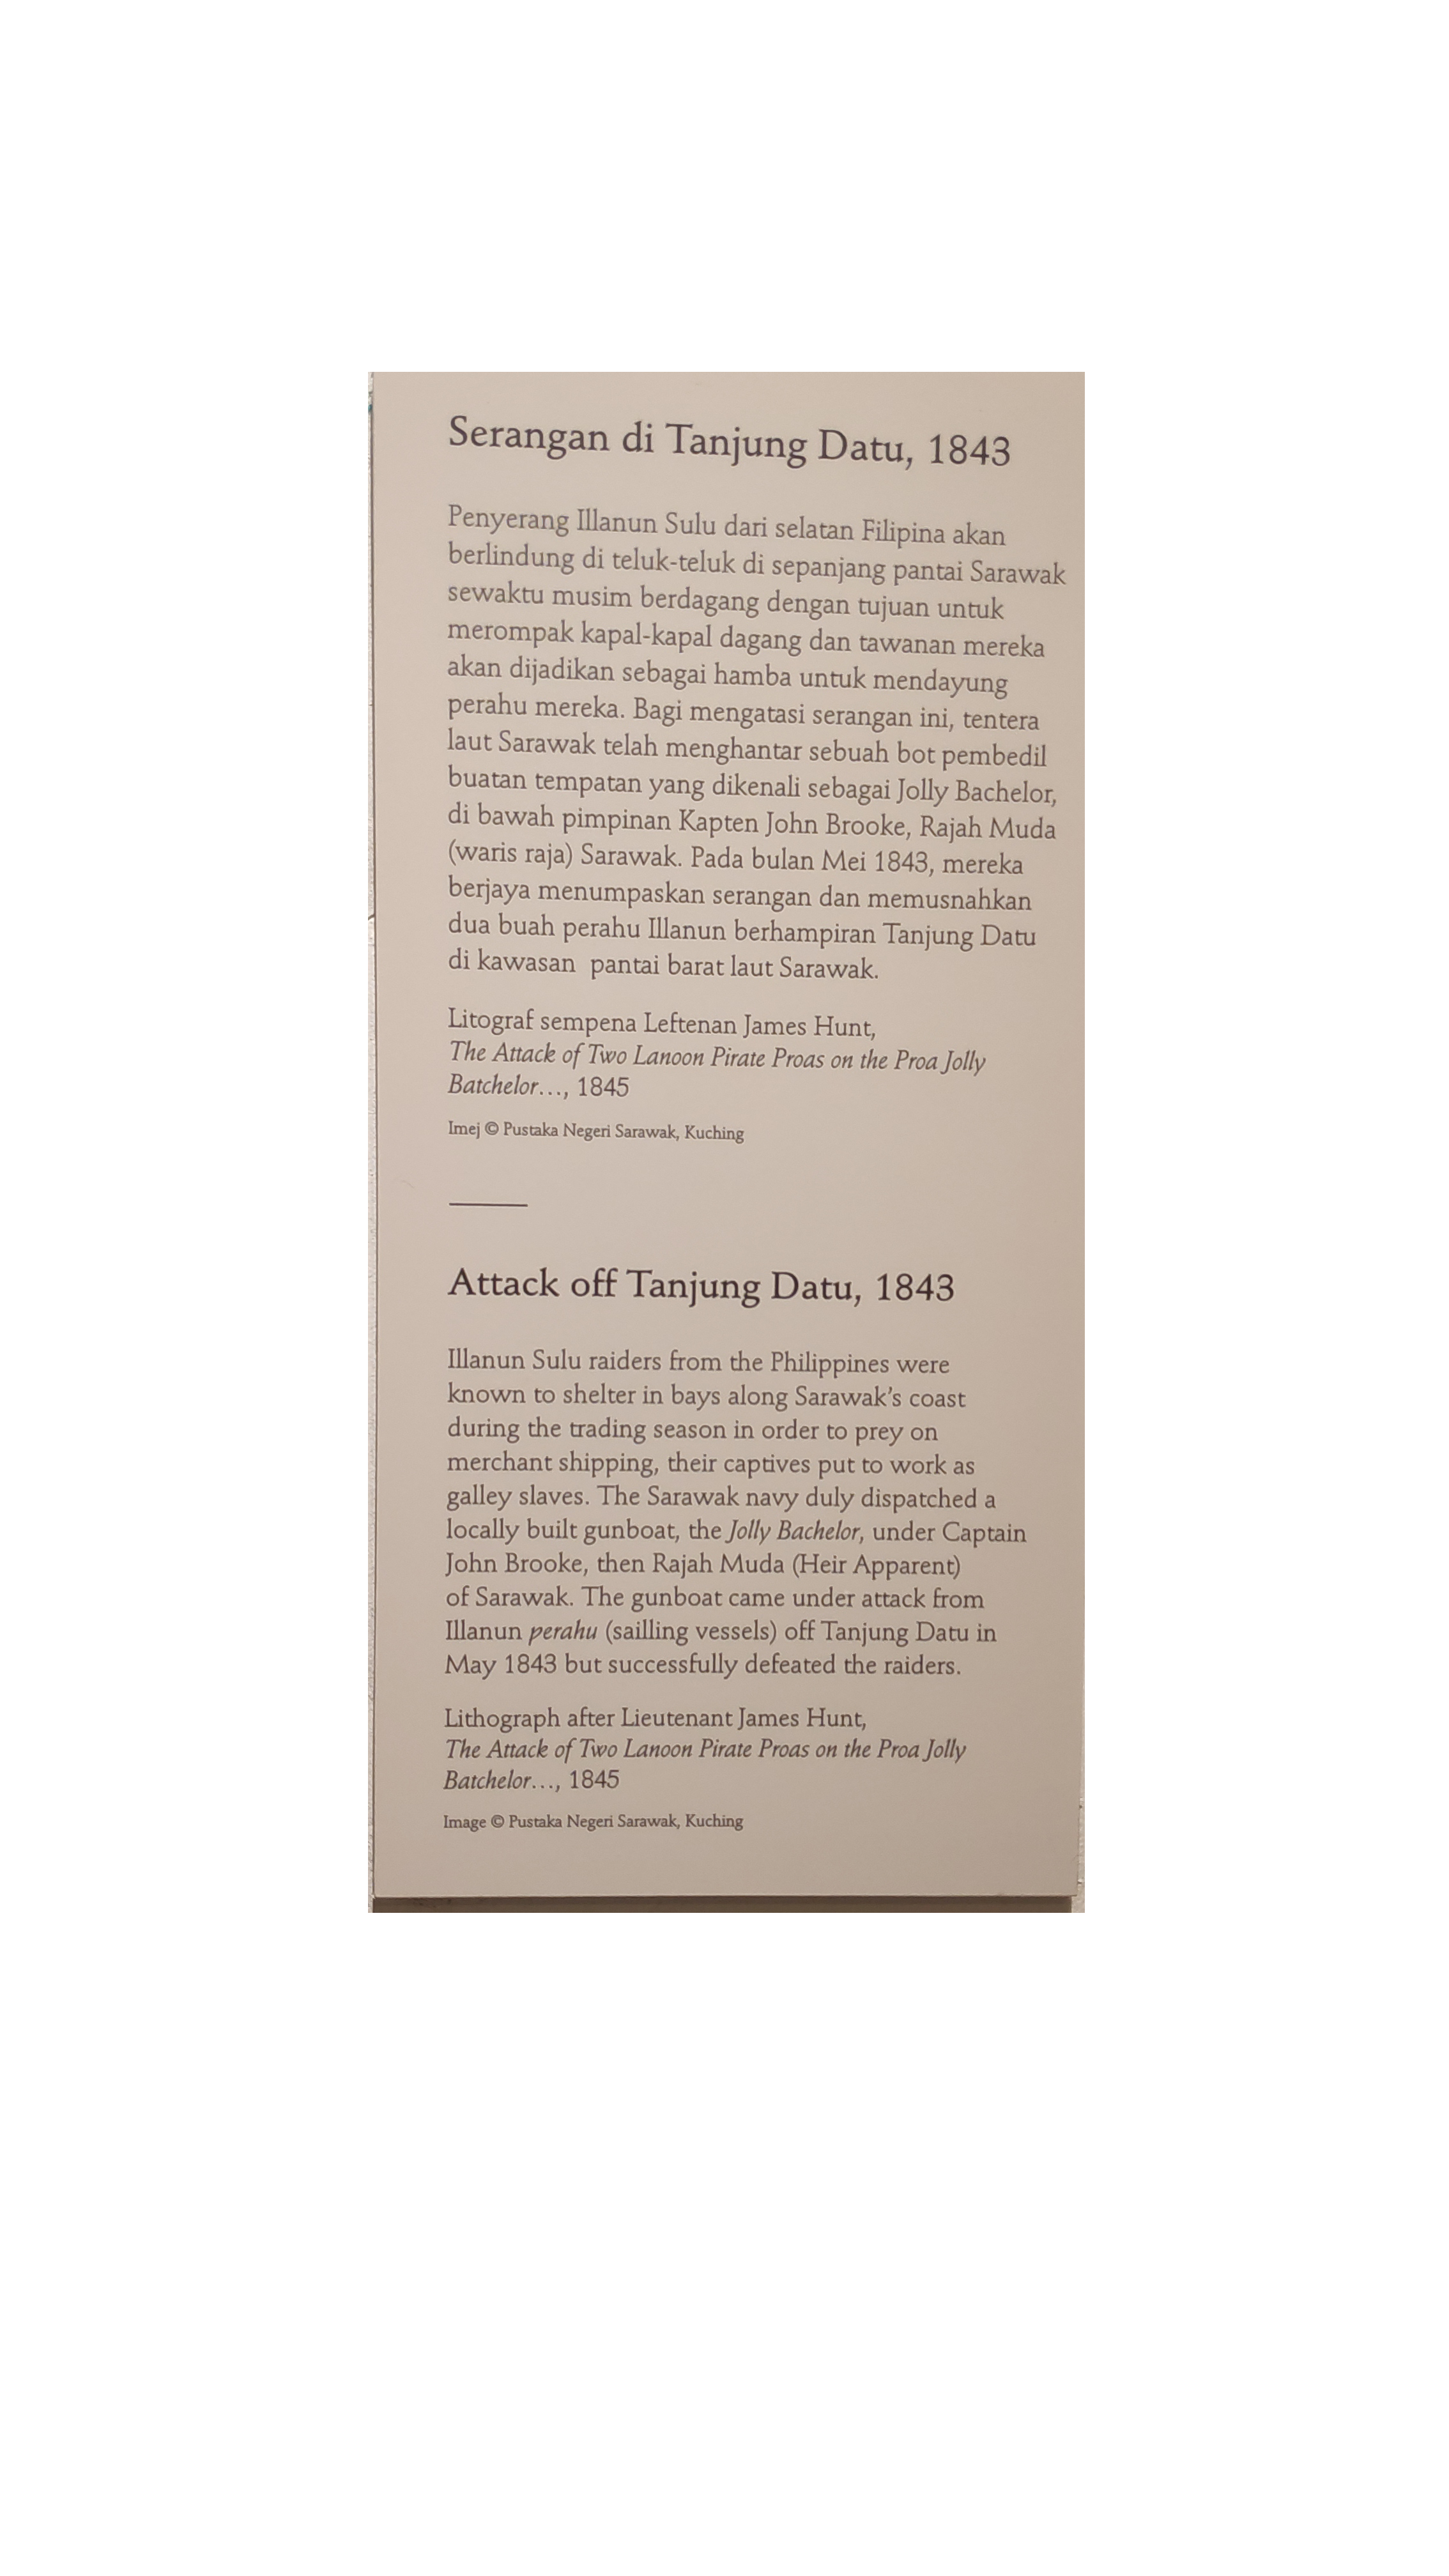 Serangan di Tanjung Datu, 1843
Penyerang Illanun Sulu dari selatan Filipina akan
berlindung di teluk-teluk di sepanjang pantai Sarawak
sewaktu musim berdagang dengan tujuan untuk
merompak kapal-kapal dagang dan tawanan mereka
akan dijadikan sebagai hamba untuk mendayung
perahu mereka. Bagi mengatasi serangan ini, tentera
laut Sarawak telah menghantar sebuah bot pembedil
buatan tempatan yang dikenali sebagai Jolly Bachelor,
di bawah pimpinan Kapten John Brooke, Rajah Muda
(waris raja) Sarawak. Pada bulan Mei 1843, mereka
berjaya menumpaskan serangan dan memusnahkan
dua buah perahu Illanun berhampiran Tanjung Datu
di kawasan pantai barat laut Sarawak.
Litograf sempena Leftenan James Hunt,
The Attack of Two Lanoon Pirate Proas on the Proa Jolly
Batchelor..., 1845
Imej © Pustaka Negeri Sarawak, Kuching
Attack off Tanjung Datu, 1843
Illanun Sulu raiders from the Philippines were
known to shelter in bays along Sarawak's coast
during the trading season in order to prey on
merchant shipping, their captives put to work as
galley slaves. The Sarawak navy duly dispatched a
locally built gunboat, the Jolly Bachelor, under Captain
John Brooke, then Rajah Muda (Heir Apparent)
of Sarawak. The gunboat came under attack from
Illanun perahu (sailling vessels) off Tanjung Datu in
May 1843 but successfully defeated the raiders.
Lithograph after Lieutenant James Hunt,
The Attack of Two Lanoon Pirate Proas on the Proa Jolly
Batchelor..., 1845
Image © Pustaka Negeri Sarawak, Kuching